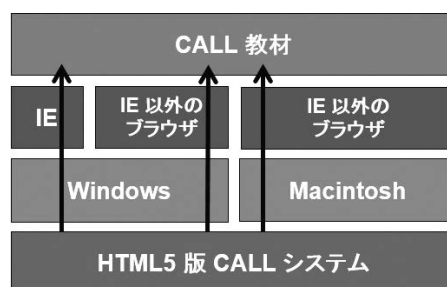 CALL 教材
IE
IE 以外の
ブラウザ
IE 以外の
ブラウザ
Windows
Macintosh
HTML5 版 CALL システム